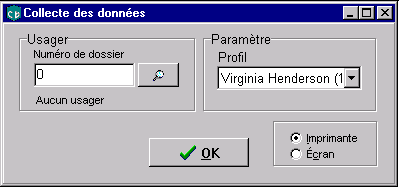 Collecte des données
Usager
Paramètre
Numéro de dossier
Profil
0
Virginia Henderson (1
Aucun usager
OK
Imprimante
Écran